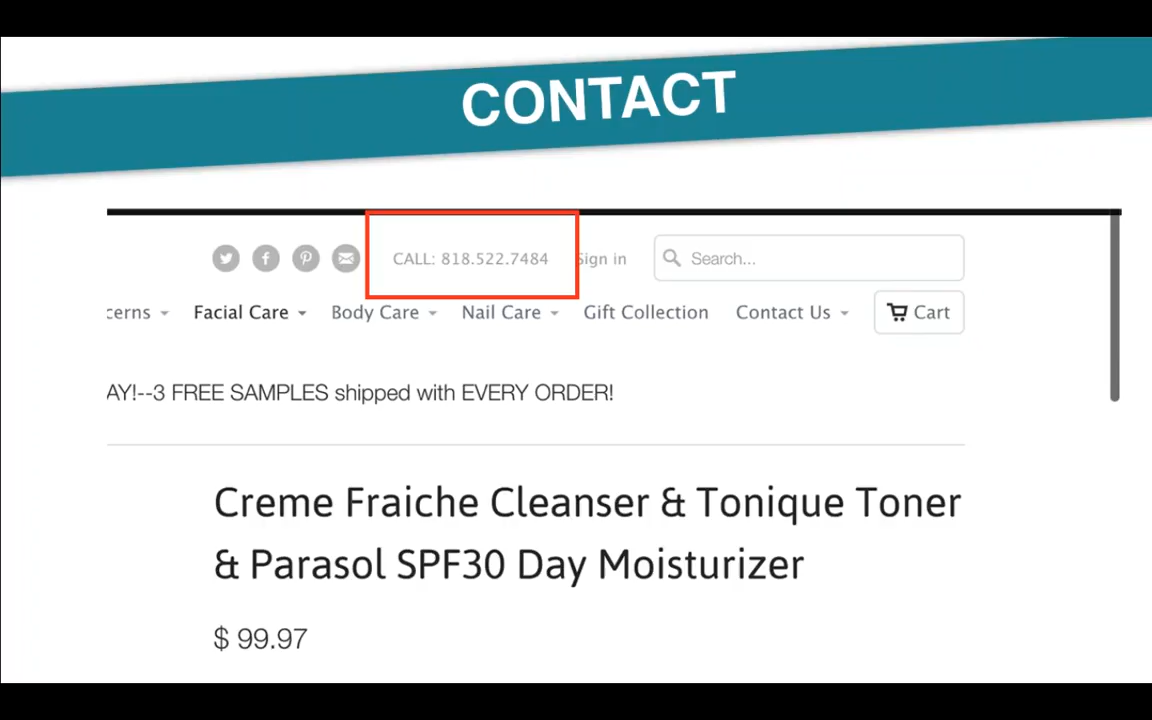 CONTACT
CALL: 818.522.7484
Sign in
Search...
cerns
Facial Care
Body Care
Nail Care
Gift Collection
Contact Us
Cart
AY!--3 FREE SAMPLES shipped with EVERY ORDER!
Creme Fraiche Cleanser & Tonique Toner
& Parasol SPF30 Day Moisturizer
$ 99.97